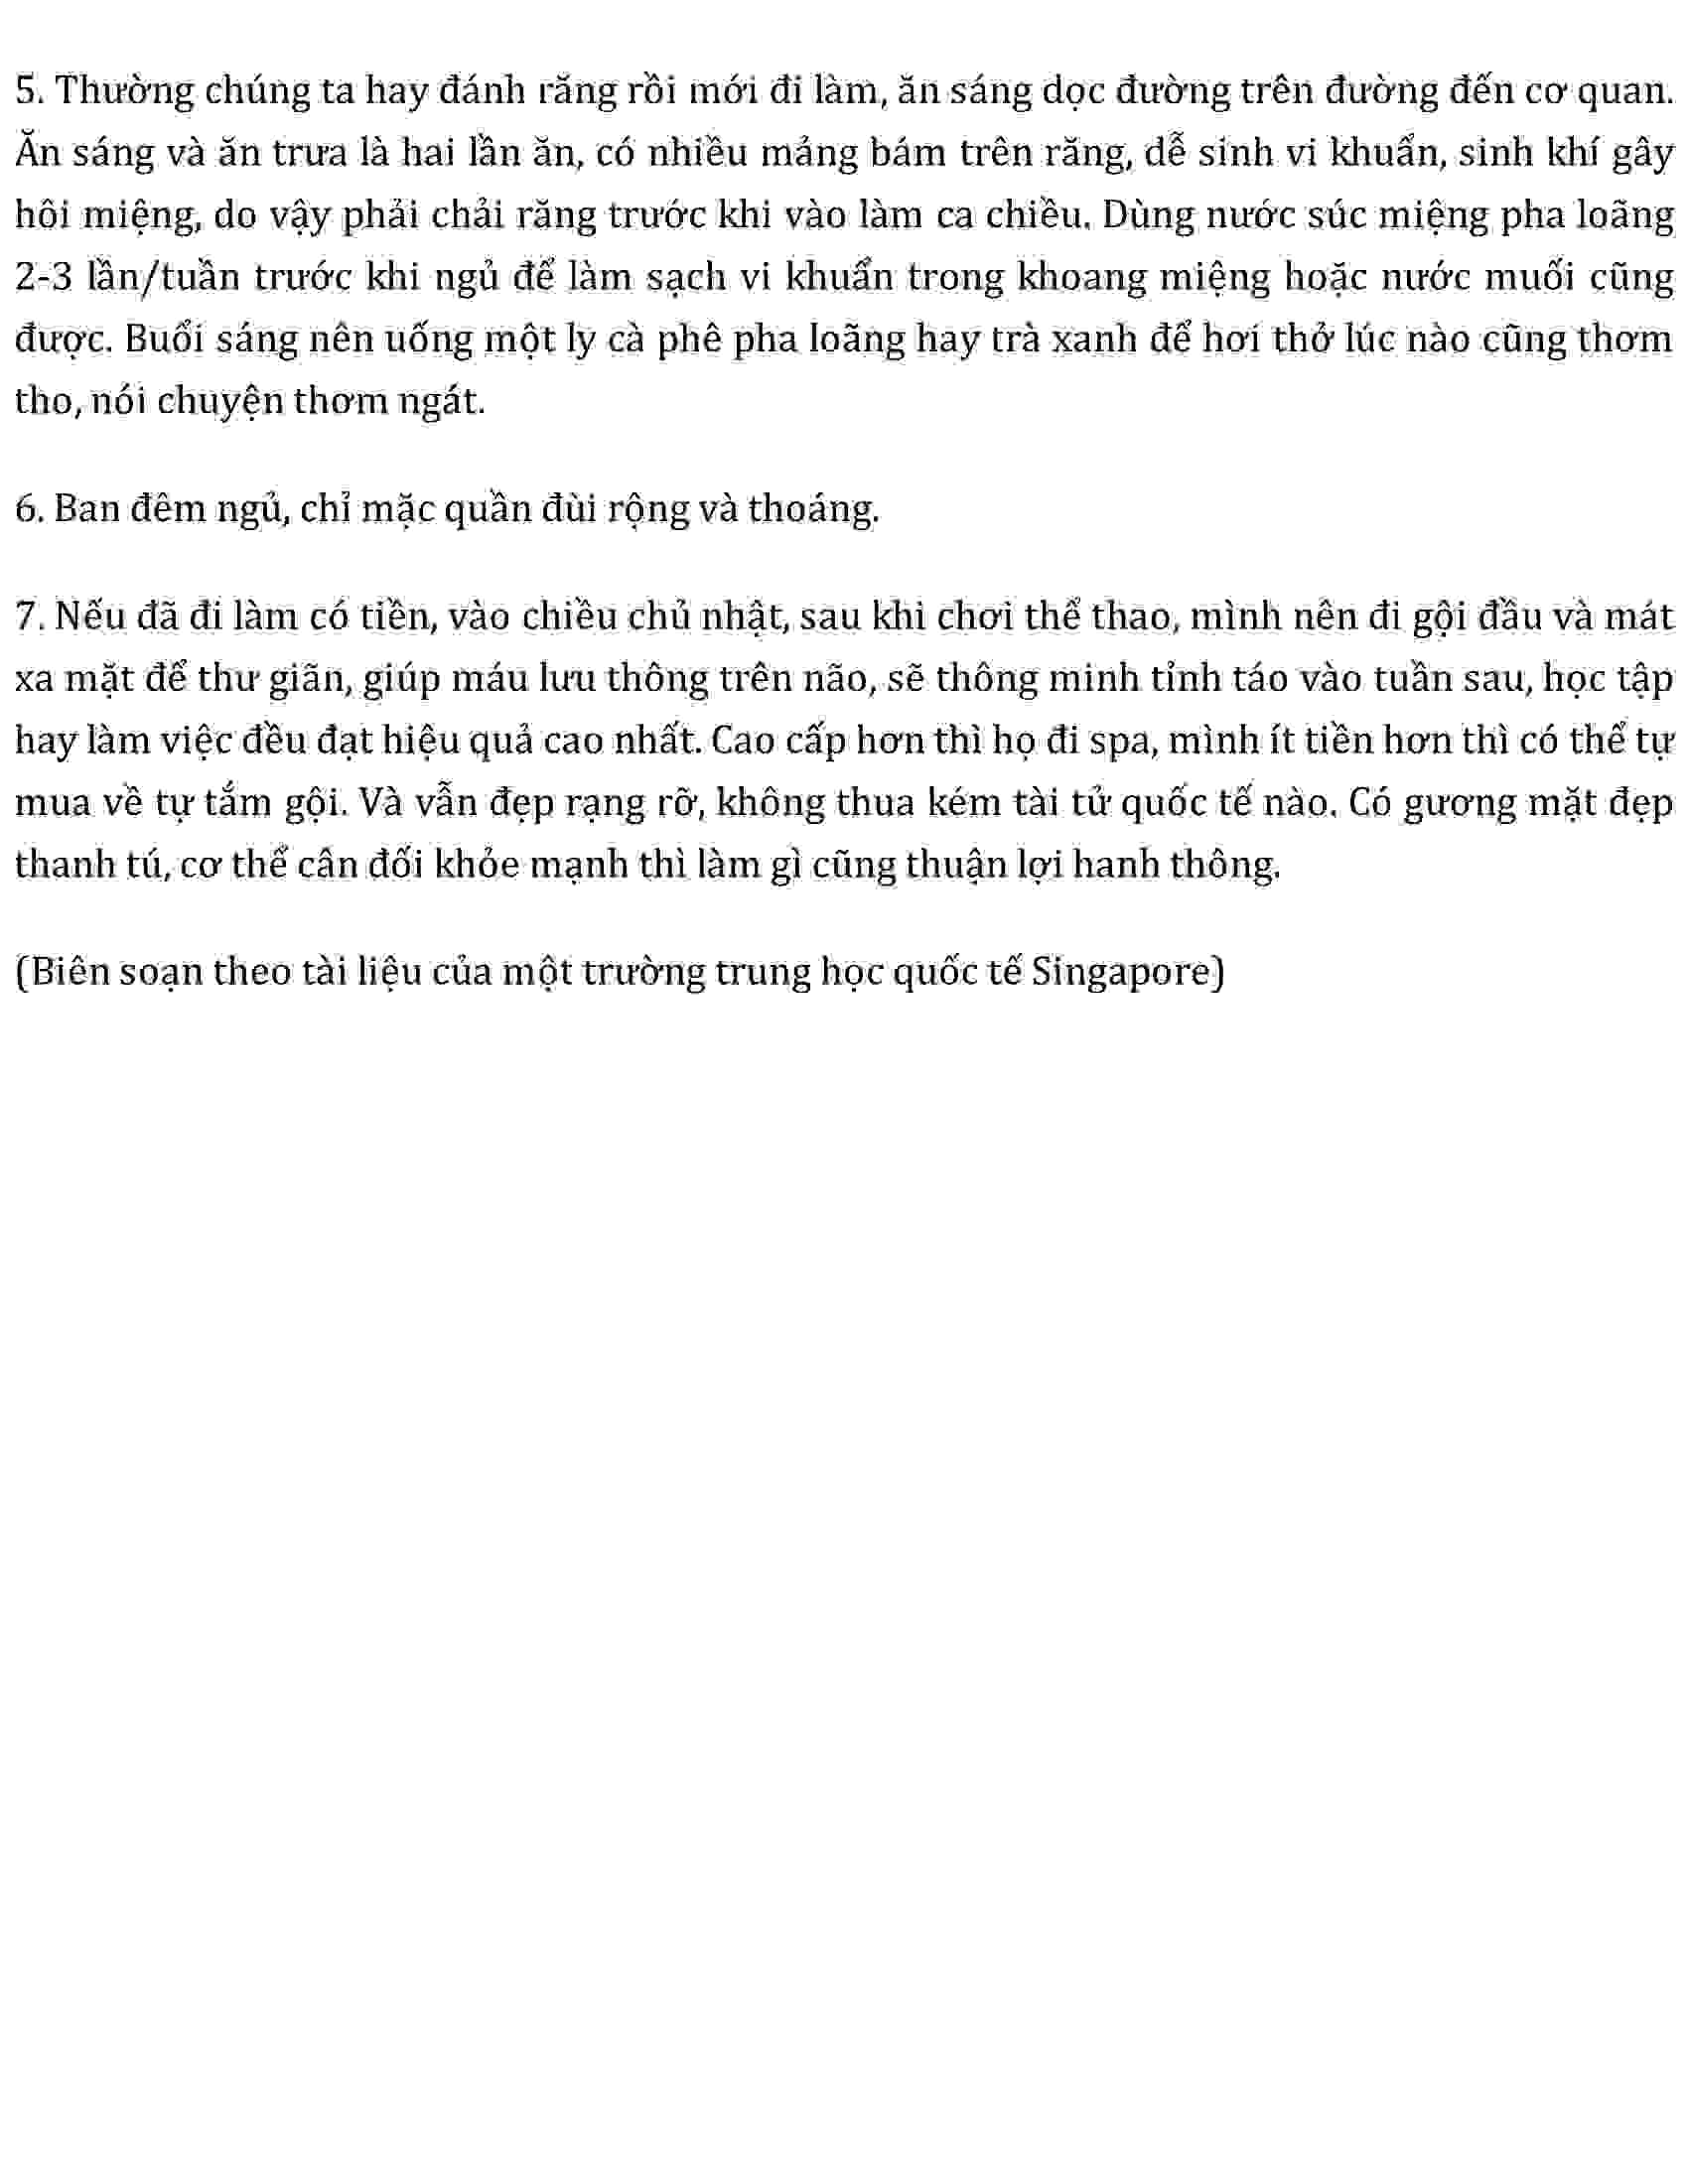 5. Thường chúng ta hay đánh răng rồi mới đi làm, ăn sáng dọc đường trên đường đến cơ quan.
Ăn sáng và ăn trưa là hai lần ăn, có nhiều mảng bám trên răng, dễ sinh vi khuẩn, sinh khí gây
hôi miệng, do vậy phải chải răng trước khi vào làm ca chiều. Dùng nước súc miệng pha loãng
2-3 lần/tuần trước khi ngủ để làm sạch vi khuẩn trong khoang miệng hoặc nước muối cũng
được. Buổi sáng nên uống một ly cà phê pha loãng hay trà xanh để hơi thở lúc nào cũng thơm
tho, nói chuyện thơm ngát.
6. Ban đêm ngủ, chỉ mặc quần đùi rộng và thoáng.
7. Nếu đã đi làm có tiền, vào chiều chủ nhật, sau khi chơi thể thao, mình nên đi gội đầu và mát
xa mặt để thư giãn, giúp máu lưu thông trên não, sẽ thông minh tỉnh táo vào tuần sau, học tập
hay làm việc đều đạt hiệu quả cao nhất. Cao cấp hơn thì họ đi spa, mình ít tiền hơn thì có thể tự
mua về tự tắm gội. Và vẫn đẹp rạng rỡ, không thua kém tài tử quốc tế nào. Có gương mặt đẹp
thanh tú, cơ thể cân đối khỏe mạnh thì làm gì cũng thuận lợi hanh thông.
(Biên soạn theo tài liệu của một trường trung học quốc tế Singapore)